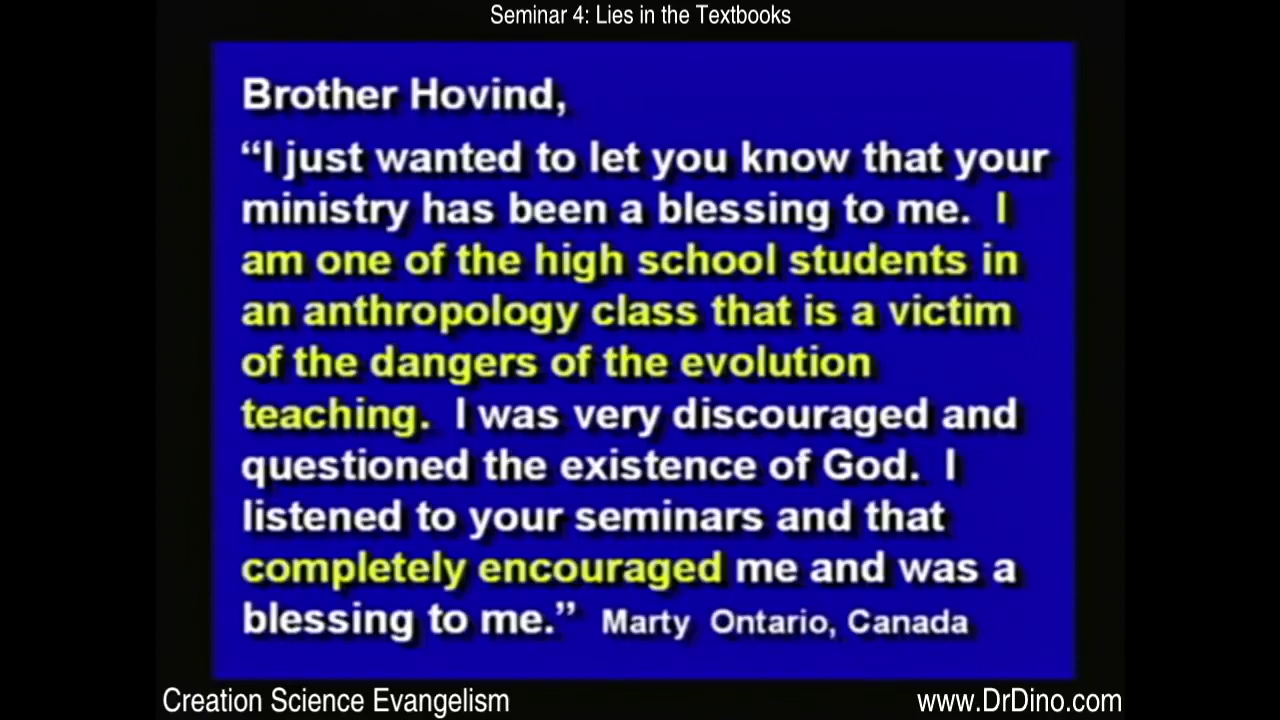 Seminar 4: Lies in the Textbooks
Brother Hovind,
“I just wanted to let you know that your
ministry has been a blessing to me. I
am one of the high school students in
an anthropology class that is a victim
of the dangers of the evolution
teaching. I was very discouraged and
questioned the existence of God. I
listened to your seminars and that
completely encouraged me and was a
blessing to me.” Marty Ontario, Canada
Creation Science Evangelism www.DrDino.com